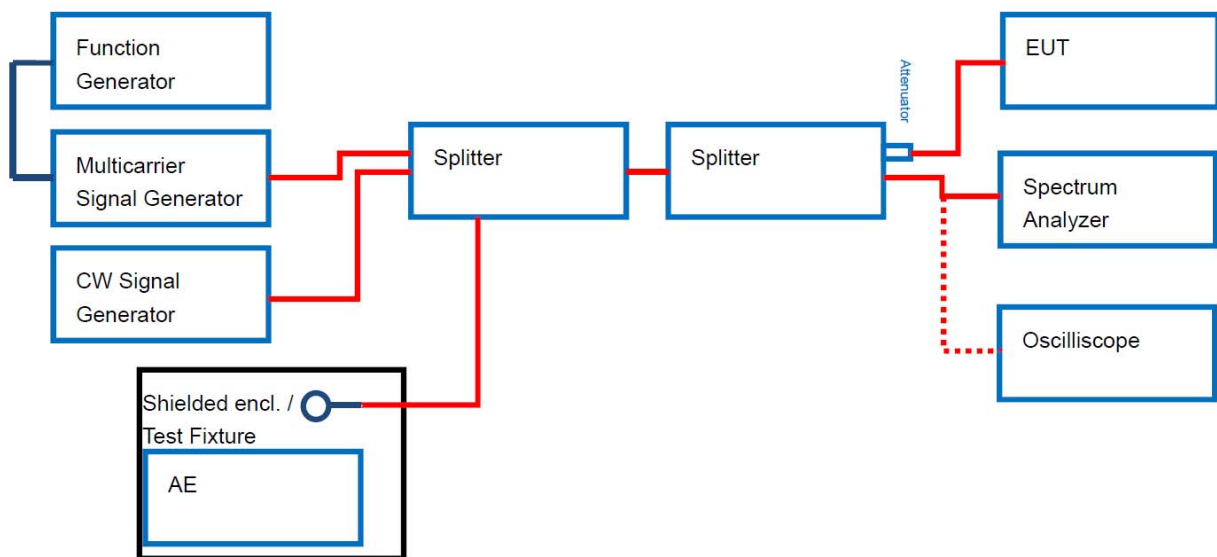 Function
Generator
Multicarrier
Signal Generator
CW Signal
Generator
Splitter
Splitter
Attenuator
EUT
Spectrum
Analyzer
Oscilliscope
Shielded encl. /
Test Fixture
AE